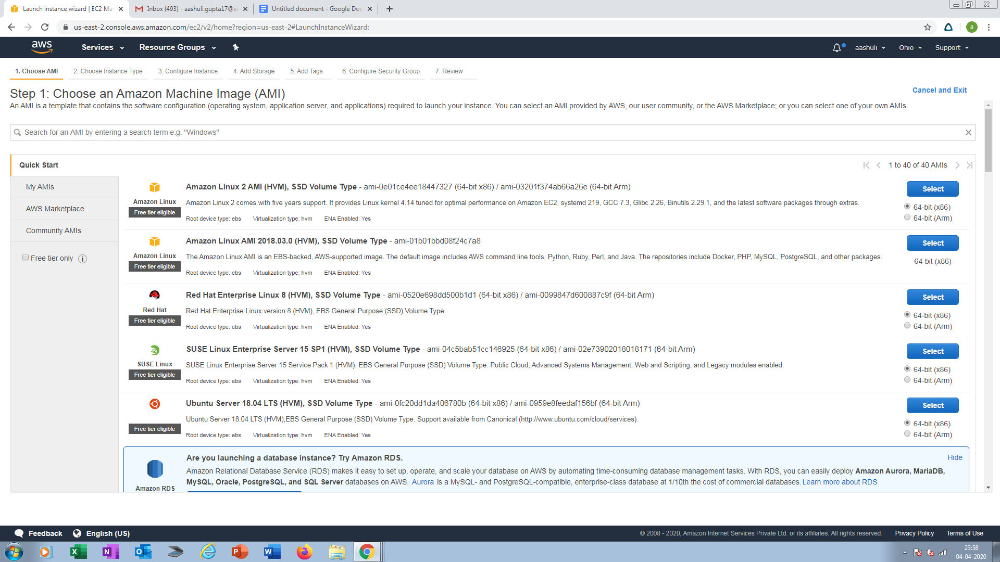 Launch instance wizard | EC2 Ma
Inbox (493) - aashuli.gupta17@si
Untitled document - Google Doc
us-east-2.console.aws.amazon.com/ec2/v2/home?region=us-east-2#LaunchInstanceWizard:
a
aws
Services
Resource Groups
aashuli
Ohio
Support
1. Choose AMI
2. Choose Instance Type
3. Configure Instance
4. Add Storage
5. Add Tags
6. Configure Security Group
7. Review
Step 1: Choose an Amazon Machine Image (AMI)
Cancel and Exit
An AMI is a template that contains the software configuration (operating system, application server, and applications) required to launch your instance. You can select an AMI provided by AWS, our user community, or the AWS Marketplace; or you can select one of your own AMIs.
Search for an AMI by entering a search term e.g. "Windows"
Quick Start
1 to 40 of 40 AMIs
My AMIs
AWS Marketplace
Community AMIs
Free tier only
Amazon Linux
Free tier eligible
Amazon Linux 2 AMI (HVM), SSD Volume Type - ami-0e01ce4ee18447327 (64-bit x86) / ami-03201f374ab66a26e (64-bit Arm)
Amazon Linux 2 comes with five years support. It provides Linux kernel 4.14 tuned for optimal performance on Amazon EC2, systemd 219, GCC 7.3, Glibc 2.26, Binutils 2.29.1, and the latest software packages through extras.
Root device type: ebs Virtualization type: hvm ENA Enabled: Yes
Select
64-bit (x86)
64-bit (Arm)
Amazon Linux
Free tier eligible
Amazon Linux AMI 2018.03.0 (HVM), SSD Volume Type - ami-01b01bbd08f24c7a8
The Amazon Linux AMI is an EBS-backed, AWS-supported image. The default image includes AWS command line tools, Python, Ruby, Perl, and Java. The repositories include Docker, PHP, MySQL, PostgreSQL, and other packages.
Root device type: ebs Virtualization type: hvm ENA Enabled: Yes
Select
64-bit (x86)
Red Hat
Free tier eligible
Red Hat Enterprise Linux 8 (HVM), SSD Volume Type - ami-0520e698dd500b1d1 (64-bit x86) / ami-0099847d600887c9f (64-bit Arm)
Red Hat Enterprise Linux version 8 (HVM), EBS General Purpose (SSD) Volume Type
Root device type: ebs Virtualization type: hvm ENA Enabled: Yes
Select
64-bit (x86)
64-bit (Arm)
SUSE Linux
Free tier eligible
SUSE Linux Enterprise Server 15 SP1 (HVM), SSD Volume Type - ami-04c5bab51cc146925 (64-bit x86) / ami-02e73902018018171 (64-bit Arm)
SUSE Linux Enterprise Server 15 Service Pack 1 (HVM), EBS General Purpose (SSD) Volume Type. Public Cloud, Advanced Systems Management, Web and Scripting, and Legacy modules enabled.
Root device type: ebs Virtualization type: hvm ENA Enabled: Yes
Select
64-bit (x86)
64-bit (Arm)
Free tier eligible
Ubuntu Server 18.04 LTS (HVM), SSD Volume Type - ami-0fc20dd1da406780b (64-bit x86) / ami-0959e8feedaf156bf (64-bit Arm)
Ubuntu Server 18.04 LTS (HVM),EBS General Purpose (SSD) Volume Type. Support available from Canonical (http://www.ubuntu.com/cloud/services).
Root device type: ebs Virtualization type: hvm ENA Enabled: Yes
Select
64-bit (x86)
64-bit (Arm)
Amazon RDS
Are you launching a database instance? Try Amazon RDS.
Hide
Amazon Relational Database Service (RDS) makes it easy to set up, operate, and scale your database on AWS by automating time-consuming database management tasks. With RDS, you can easily deploy Amazon Aurora, MariaDB,
MySQL, Oracle, PostgreSQL, and SQL Server databases on AWS. Aurora is a MySQL- and PostgreSQL-compatible, enterprise-class database at 1/10th the cost of commercial databases. Learn more about RDS
Feedback
English (US)
© 2008 - 2020, Amazon Internet Services Private Ltd. or its affiliates. All rights reserved.
Privacy Policy
Terms of Use
23:58
04-04-2020